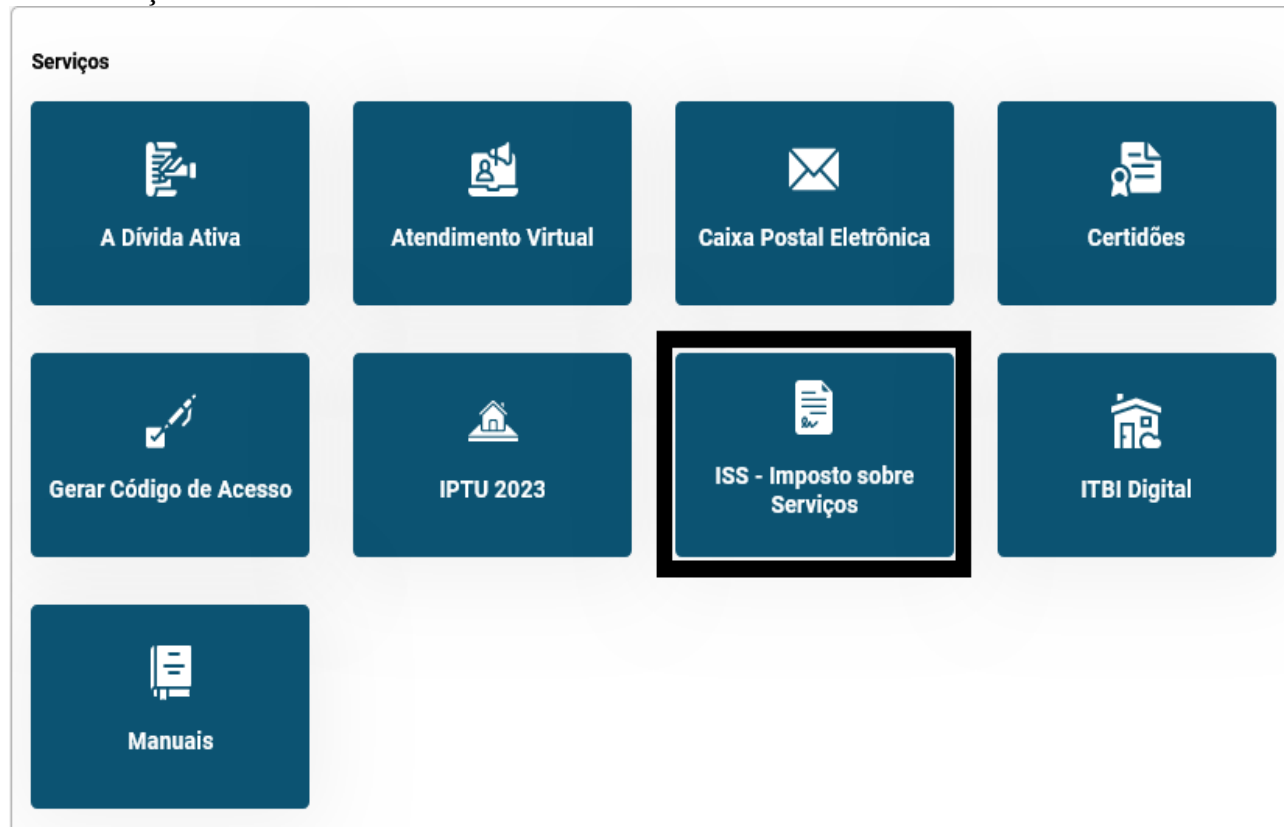 Serviços
A Dívida Ativa
Atendimento Virtual
Caixa Postal Eletrônica
Certidões
Gerar Código de Acesso
IPTU 2023
ISS - Imposto sobre
Serviços
ITBI Digital
Manuais